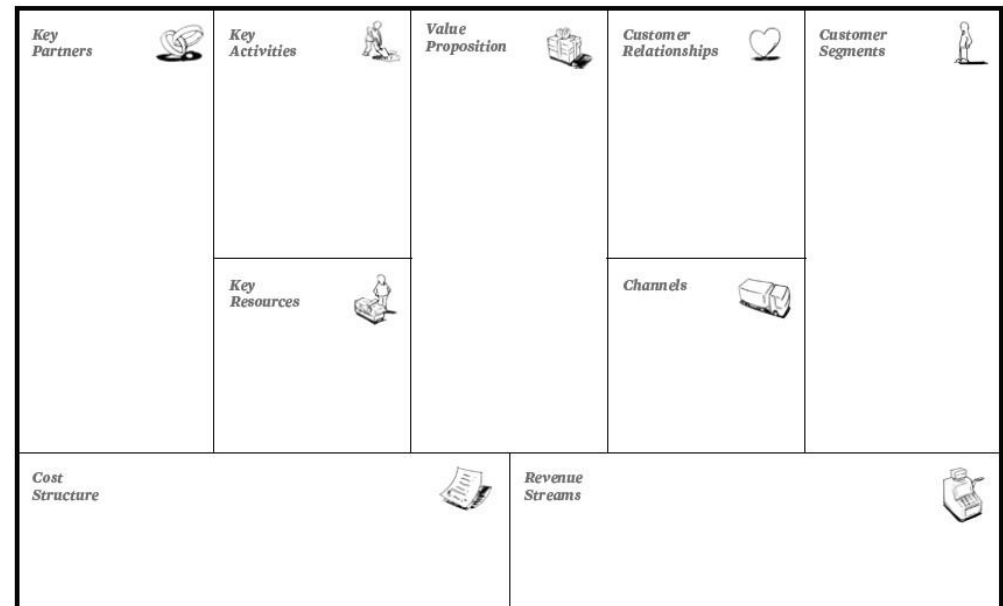 Key
Partners
Key
Activities
Value
Proposition
Customer
Relationships
Customer
Segments
Key
Resources
Channels
Cost
Structure
Revenue
Streams